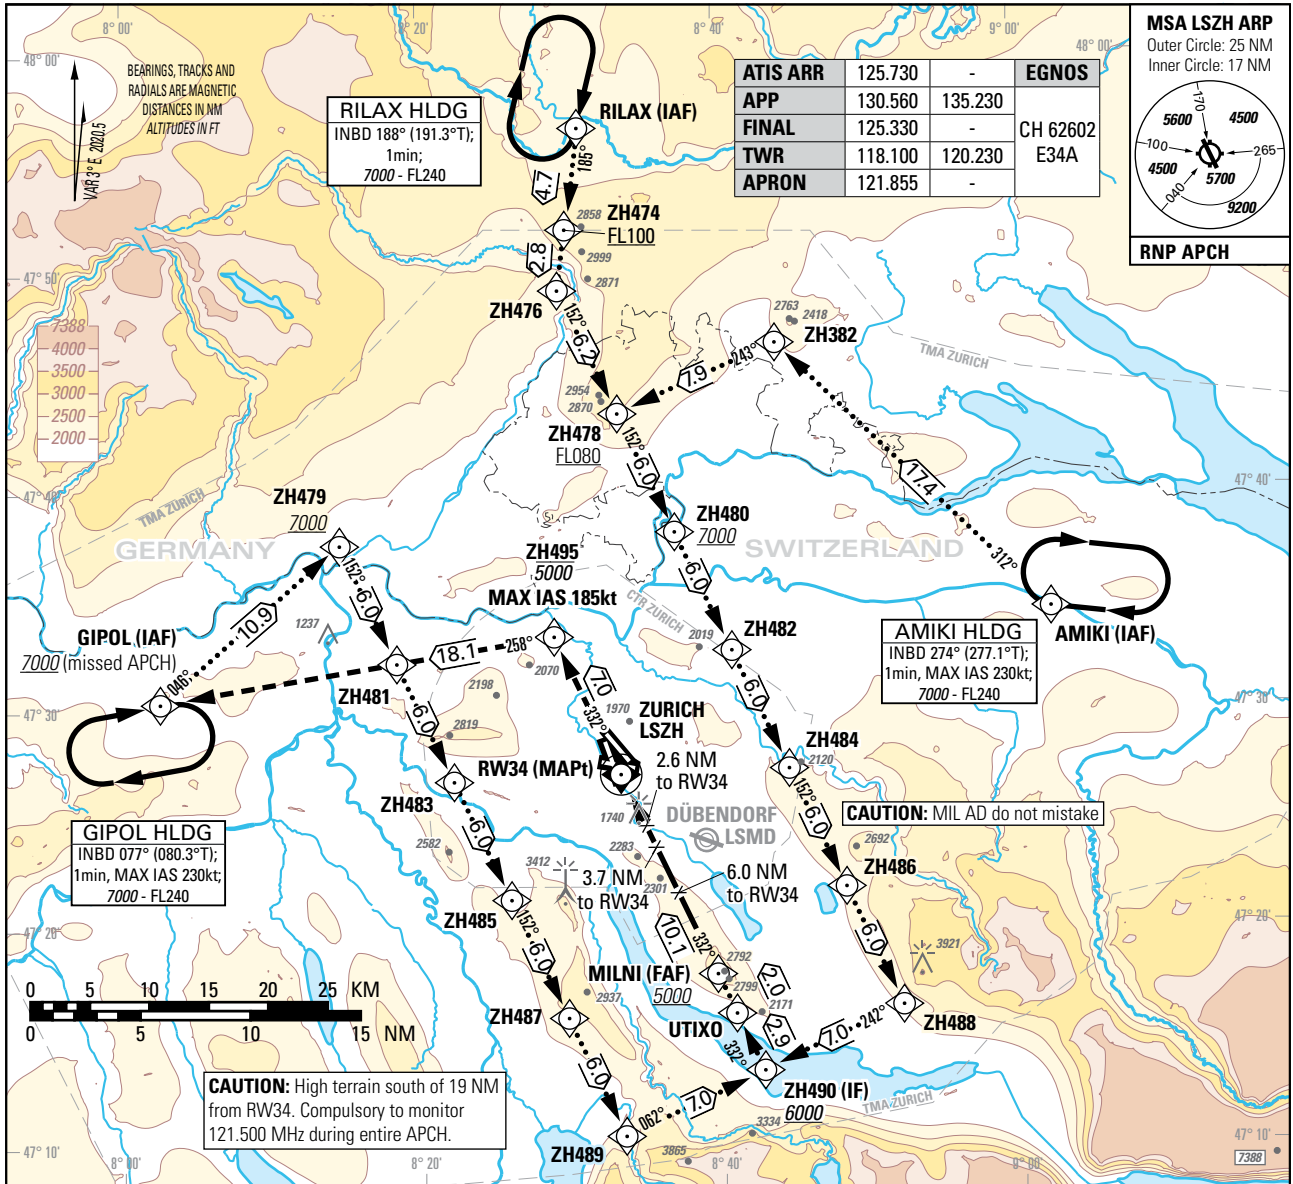 8° 00'
8° 20'
9° 00'
48° 00'
48° 00'
BEARINGS, TRACKS AND
RADIALS ARE MAGNETIC
DISTANCES IN NM
ALTITUDES IN FT
VAR 3° E 2020.5
RILAX HLDG
INBD 188° (191.3°T);
1min;
7000 - FL240
RILAX (IAF)
185°
4.7
ATIS ARR 125.730 - EGNOS
APP 130.560 135.230
FINAL 125.330 -
TWR 118.100 120.230
APRON 121.855 -
CH 62602
E34A
MSA LSZH ARP
Outer Circle: 25 NM
Inner Circle: 17 NM
170
5600
4500
100
265
4500
5700
040
9200
RNP APCH
2858
ZH474
FL100
2999
2.8
2871
47° 50'
ZH476
152°
6.2
2763
2418
ZH382
243°
7.9
TMA ZURICH
7388
4000
3500
3000
2500
2000
2954
2870
ZH478
FL080
152°
6.0
17.4
47° 40'
47° 40'
TMA ZURICH
ZH479
7000
ZH480
7000
GERMANY
SWITZERLAND
312°
ZH495
5000
MAX IAS 185kt
152°
6.0
6.0
CTR ZURICH
1237
10.9
GIPOL (IAF)
7000 (missed APCH)
046°
AMIKI (IAF)
AMIKI HLDG
INBD 274° (277.1°T);
1min, MAX IAS 230kt;
7000 - FL240
2019
ZH482
18.1
258°
2070
7.0
ZH481
2198
6.0
6.0
332°
1970
ZURICH
LSZH
47° 30'
47° 30'
2819
RW34 (MAPt)
2.6 NM
to RW34
ZH484
2120
ZH483
152°
6.0
1740
DÜBENDORF
LSMD
CAUTION: MIL AD do not mistake
GIPOL HLDG
INBD 077° (080.3°T);
1min, MAX IAS 230kt;
7000 - FL240
2582
6.0
2283
2692
ZH486
3412
3.7 NM
to RW34
2301
6.0 NM
to RW34
47° 20'
47° 20'
ZH485
152°
6.0
10.1
332°
6.0
3921
MILNI (FAF)
5000
2792
2799
2.0
2171
2937
0 5 10 15 20 25 KM
0 5 10 15 NM
ZH487
UTIXO
332°
2.9
7.0
242°
ZH488
6.0
CAUTION: High terrain south of 19 NM
from RW34. Compulsory to monitor
121.500 MHz during entire APCH.
062°
7.0
ZH490 (IF)
6000
TMA ZURICH
3334
ZH489
3865
47° 10'
47° 10'
7388
8° 00'
8° 20'
8° 40'
9° 00'